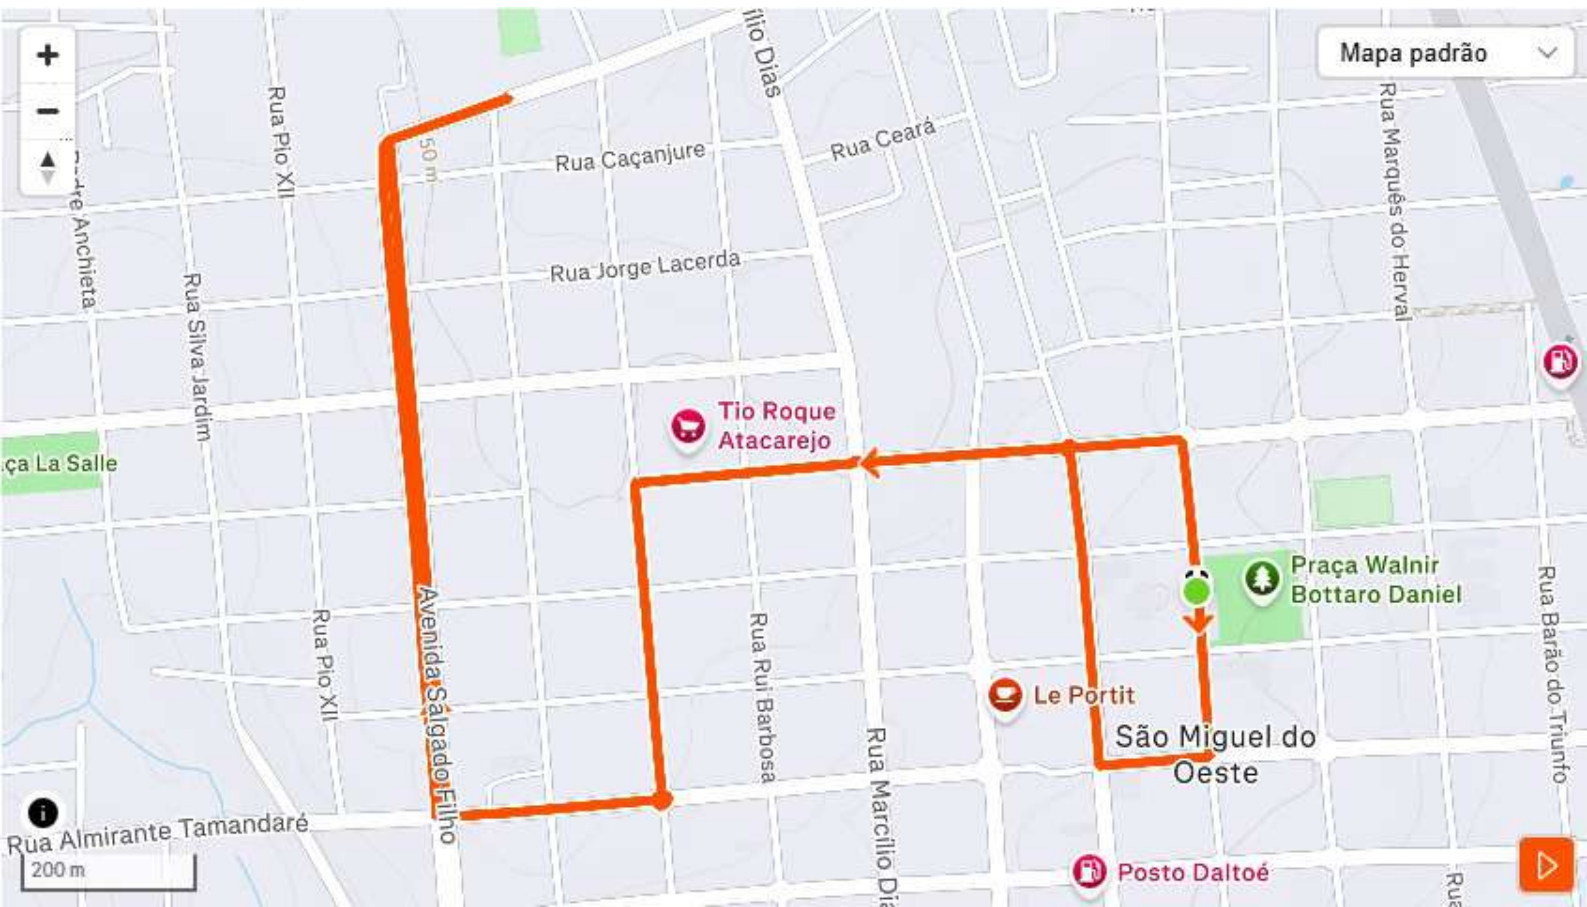 ílio Dias
Mapa padrão
Rua Pio XII
50 m
Rua Caçanjure
Rua Ceará
Rua Marquês do Herval
dre Anchieta
Rua Silva Jardim
Rua Jorge Lacerda
Tio Roque
Atacarejo
ça La Salle
Praça Walnir
Bottaro Daniel
Avenida Salgado Filho
Rua Pio XII
Rua Rui Barbosa
Rua Barão do Triunfo
Le Portit
São Miguel do
Oeste
Rua Marcílio Dia
Rua Almirante Tamandaré
200 m
Posto Daltoé
Rua